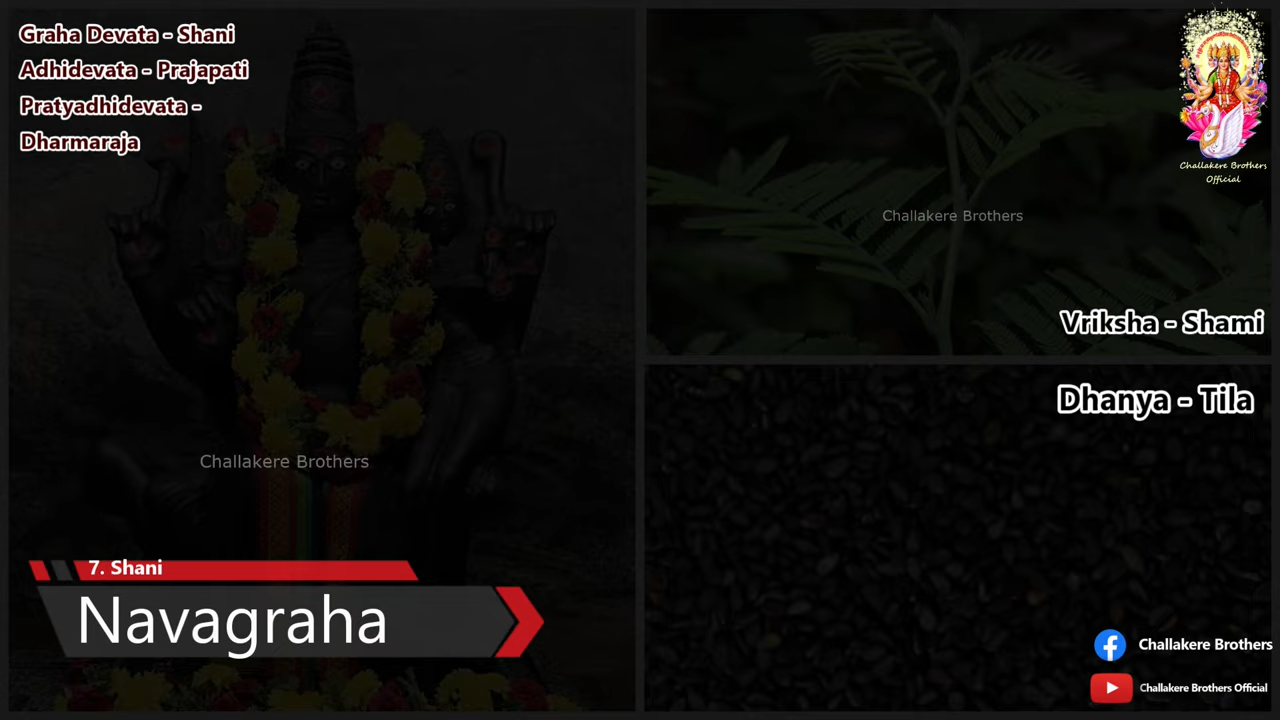 Graha Devata - Shani
Adhidevata - Prajapati
Pratyadhidevata -
Dharmaraja
Challakere Brothers
Official
Challakere Brothers
Vriksha - Shami
Dhanya - Tila
Challakere Brothers
7. Shani
Navagraha
Challakere Brothers
Challakere Brothers Official